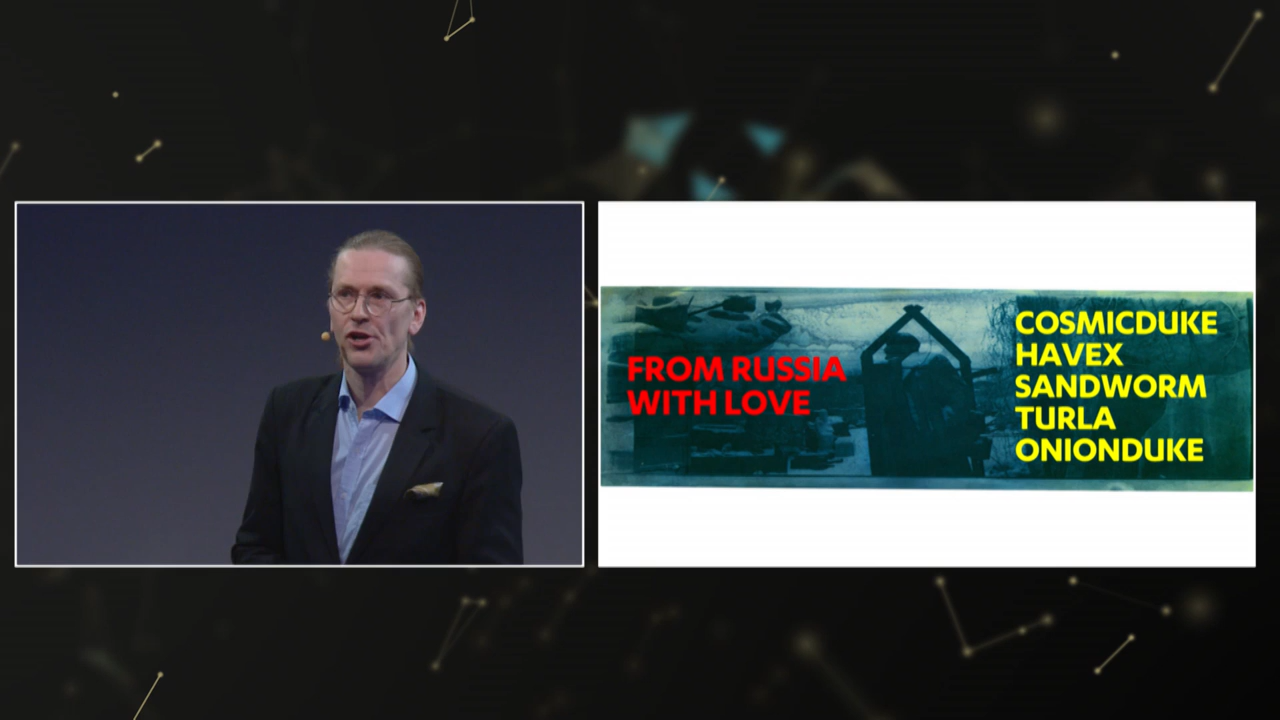 FROM RUSSIA
WITH LOVE
COSMICDUKE
HAVEX
SANDWORM
TURLA
ONIONDUKE